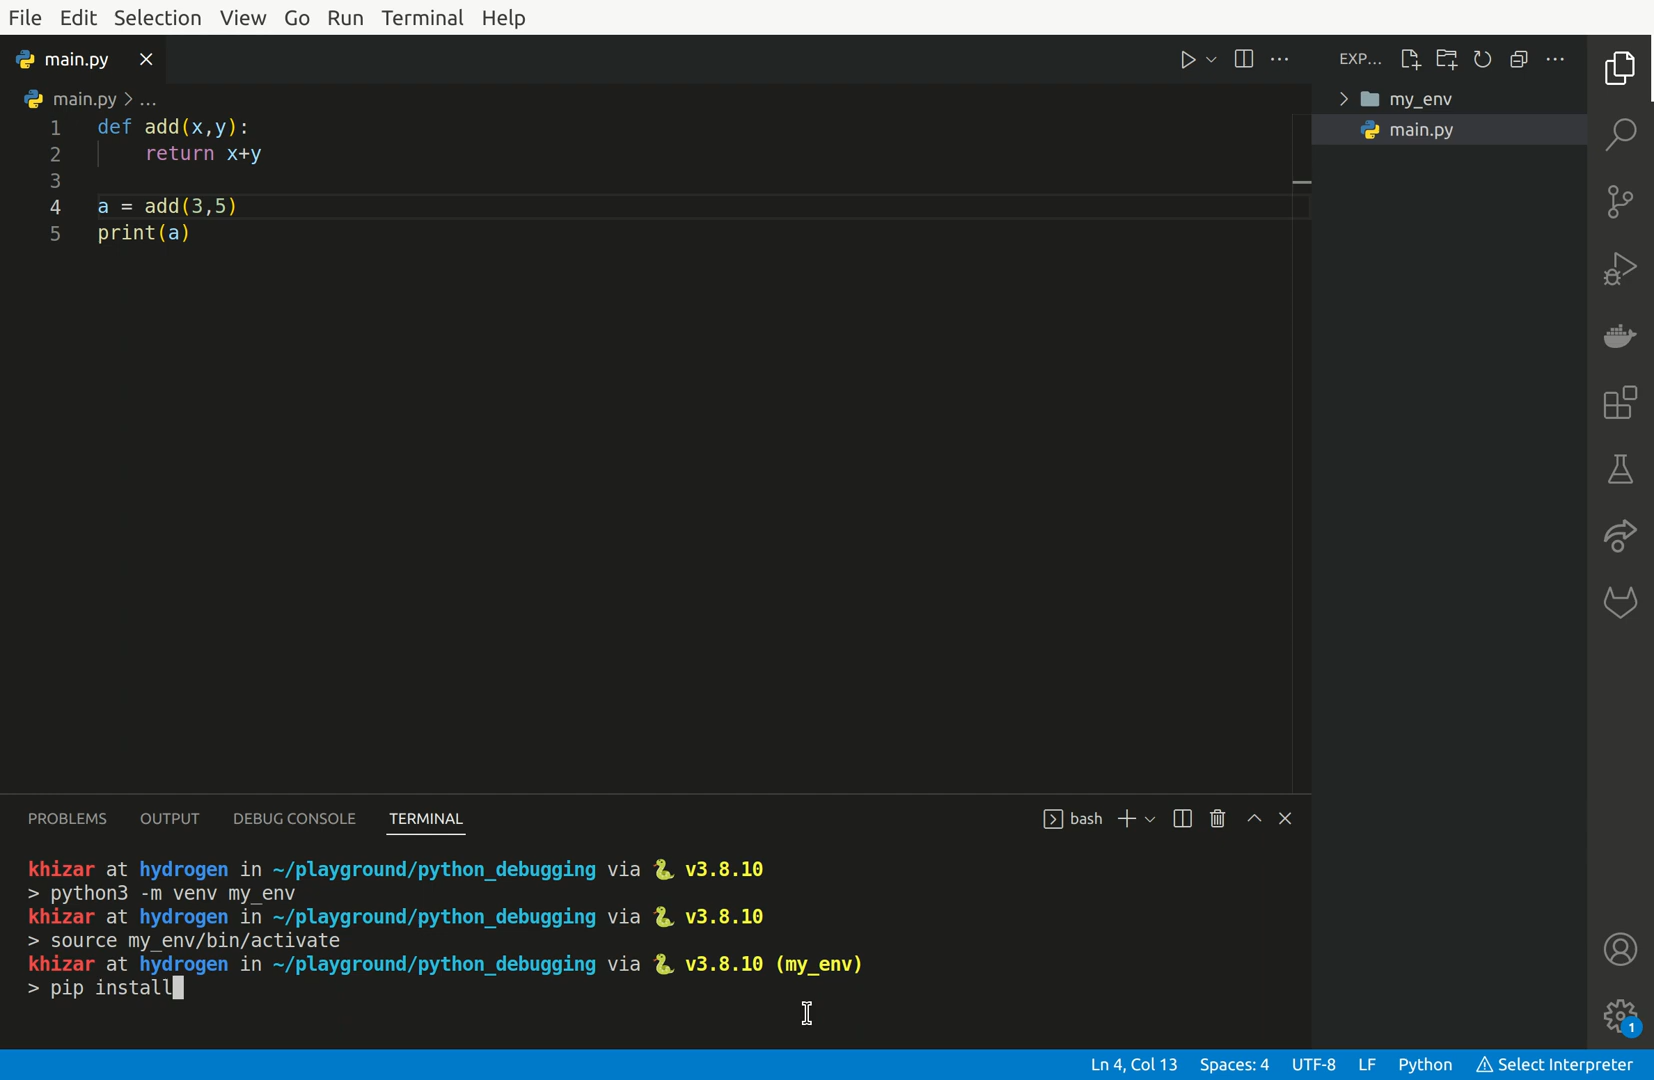 File Edit Selection View Go Run Terminal Help
main.py
EXP...
main.py > ...
my_env
main.py
1 def add(x,y):
2 return x+y
3
4 a = add(3,5)
5 print(a)
PROBLEMS OUTPUT DEBUG CONSOLE TERMINAL
bash
khizar at hydrogen in ~/playground/python_debugging via 🐍 v3.8.10
> python3 -m venv my_env
khizar at hydrogen in ~/playground/python_debugging via 🐍 v3.8.10
> source my_env/bin/activate
khizar at hydrogen in ~/playground/python_debugging via 🐍 v3.8.10 (my_env)
> pip install
1
Ln 4, Col 13 Spaces: 4 UTF-8 LF Python Select Interpreter